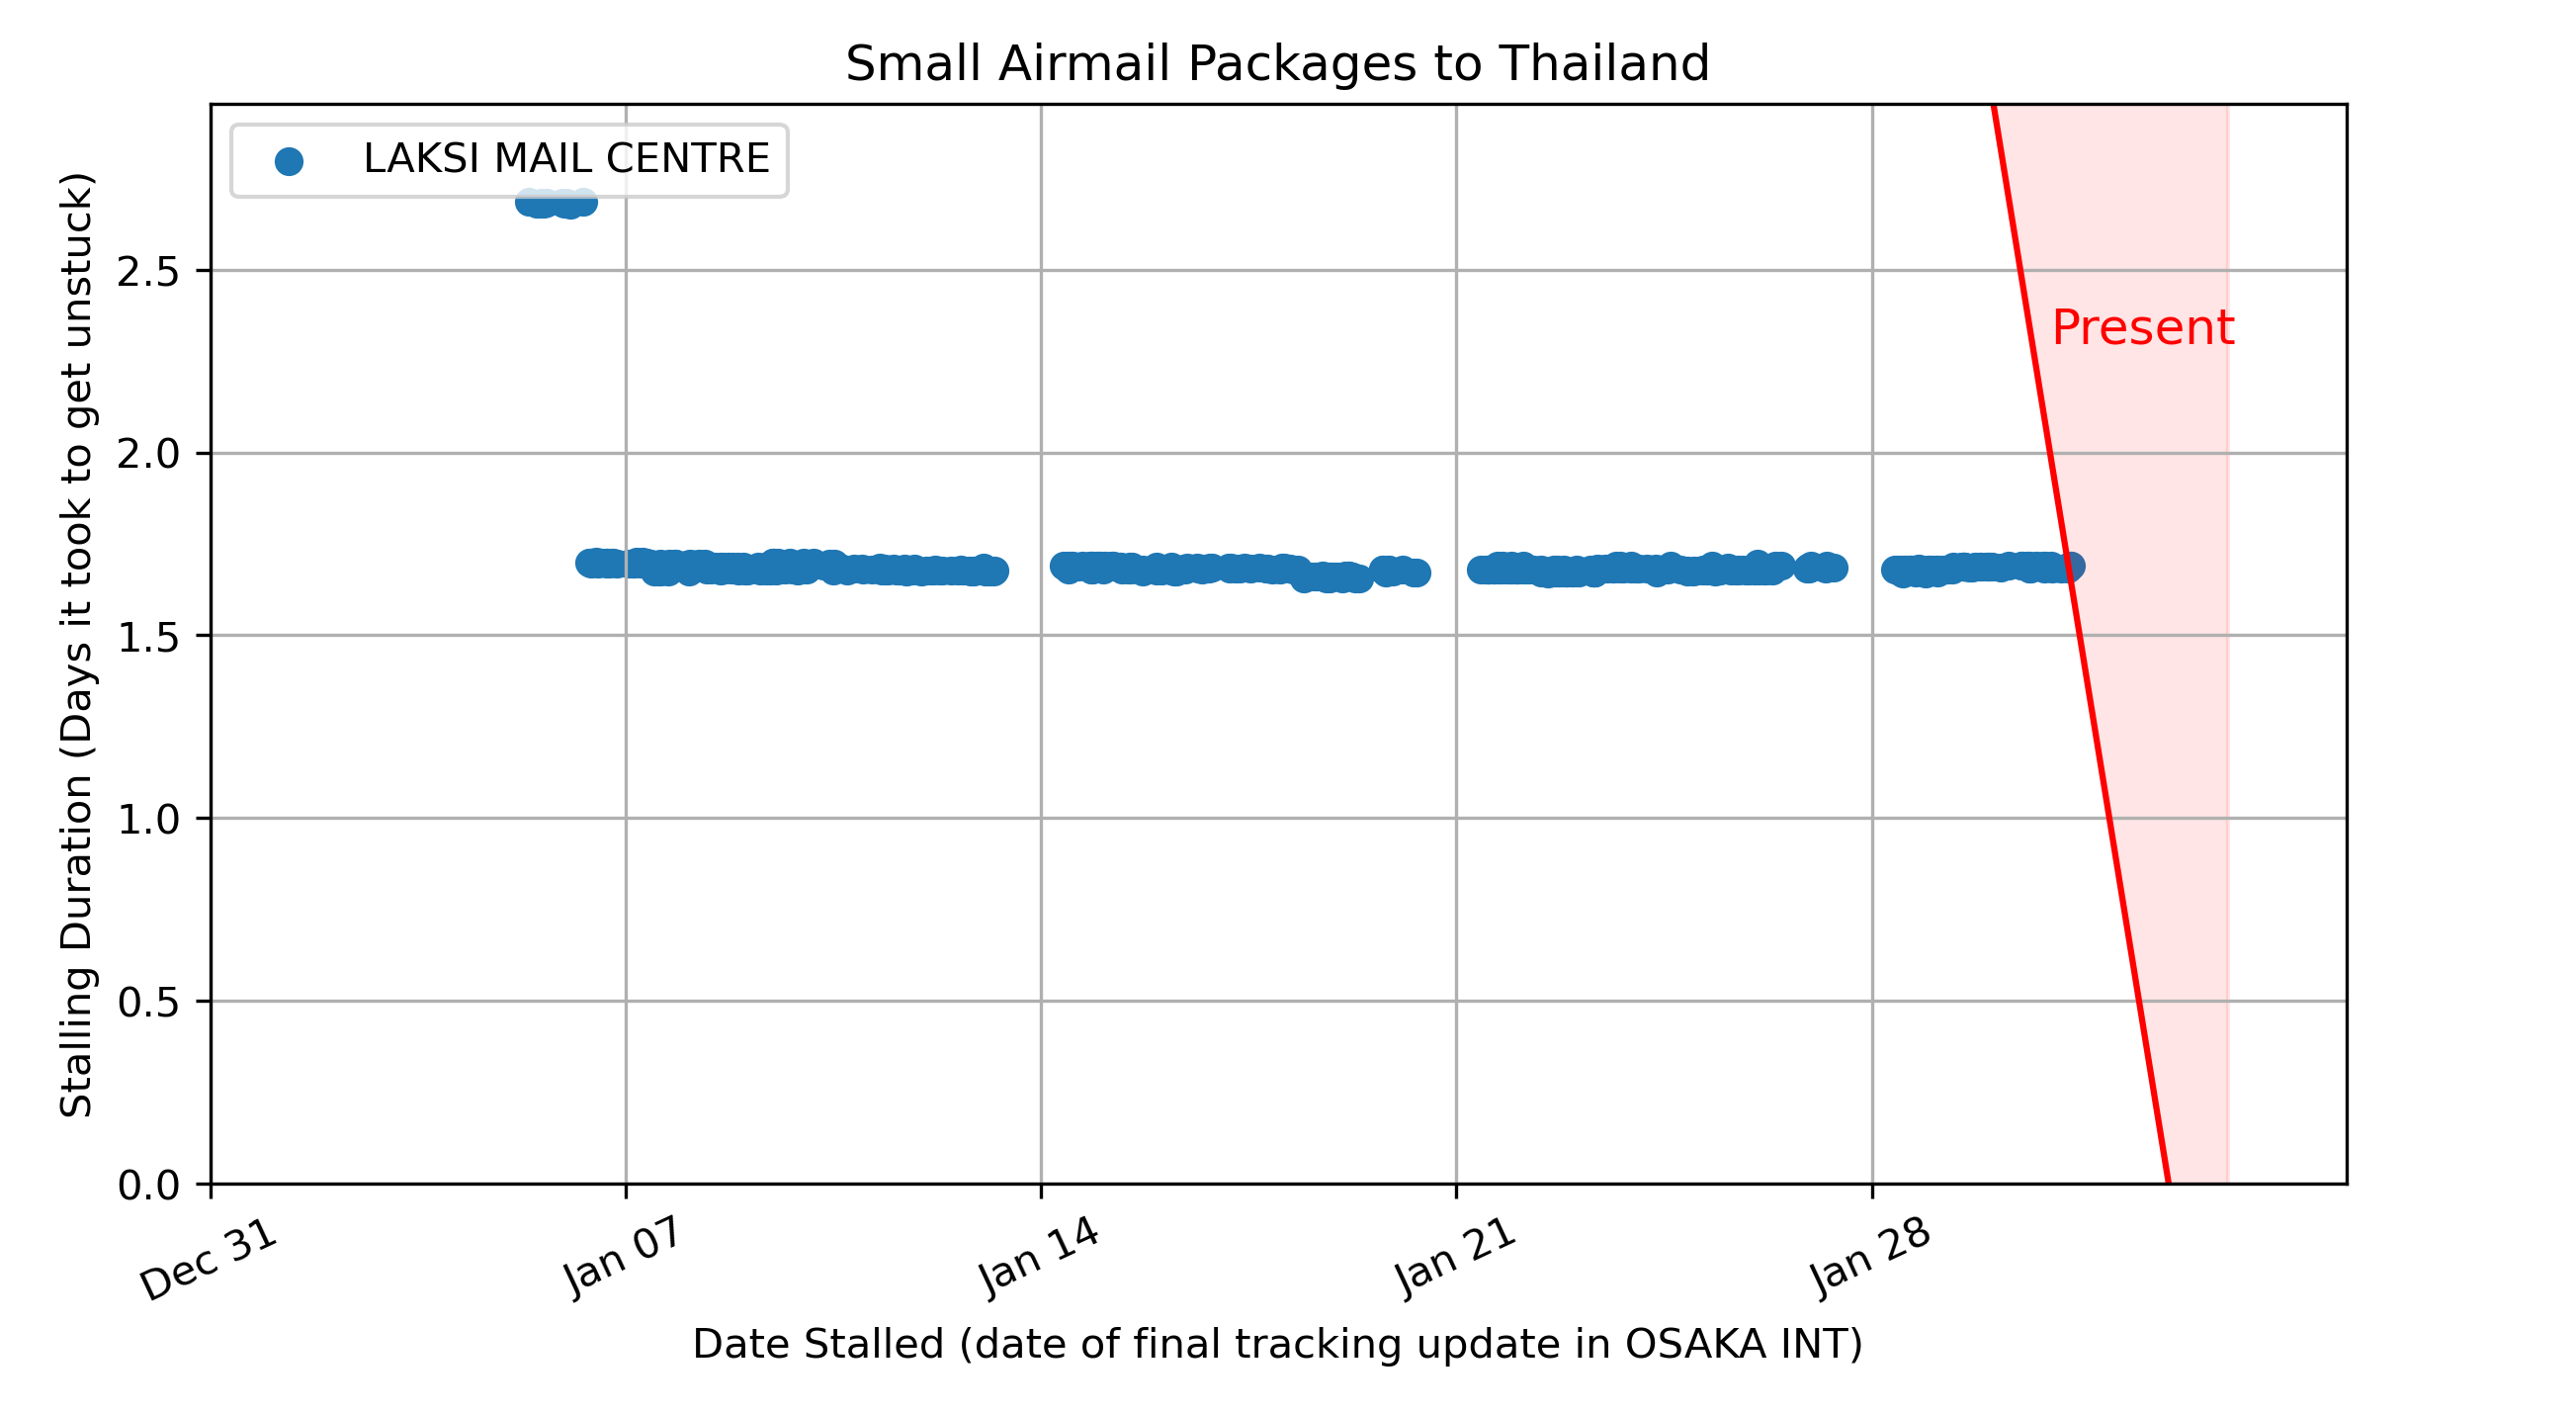 Small Airmail Packages to Thailand
LAKSI MAIL CENTRE
Present
Stalling Duration (Days it took to get unstuck)
2.5
2.0
1.5
1.0
0.5
0.0
Dec 31
Jan 07
Jan 14
Jan 21
Jan 28
Date Stalled (date of final tracking update in OSAKA INT)